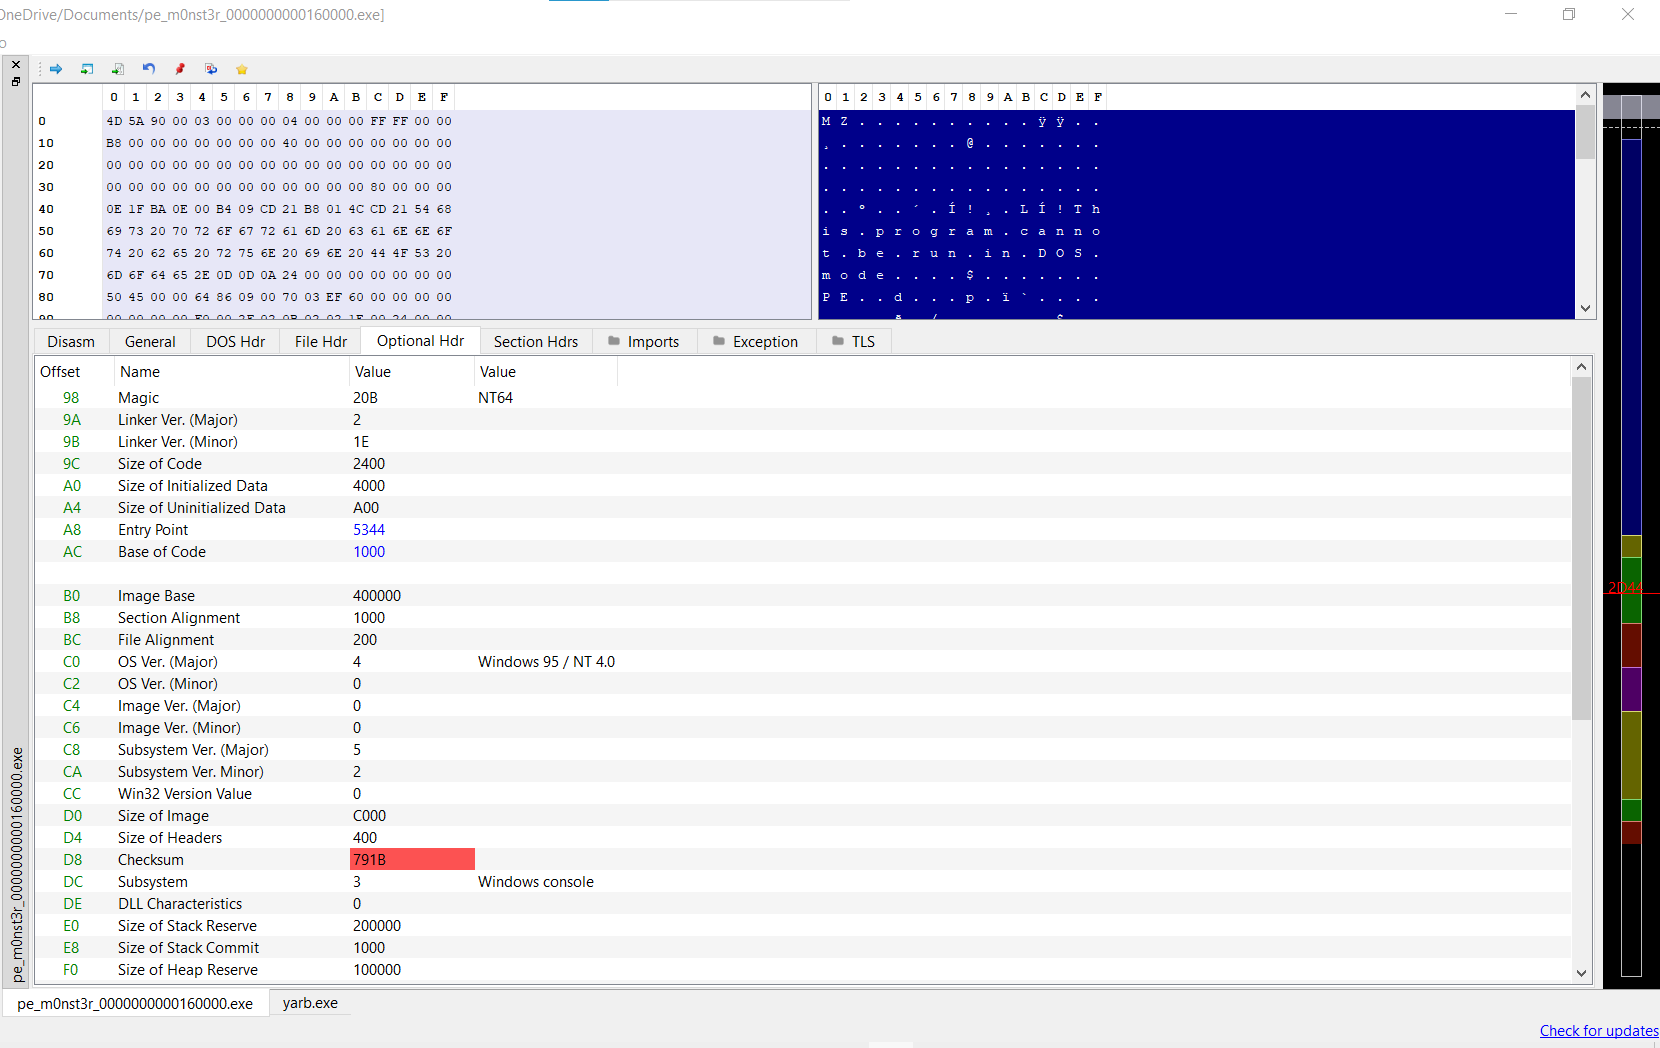 OneDrive/Documents/pe_m0nst3r_0000000000160000.exe]
0 1 2 3 4 5 6 7 8 9 A B C D E F
0 4D 5A 90 00 03 00 00 00 04 00 00 00 FF FF 00 00
10 B8 00 00 00 00 00 00 00 40 00 00 00 00 00 00 00
20 00 00 00 00 00 00 00 00 00 00 00 00 00 00 00 00
30 00 00 00 00 00 00 00 00 00 00 00 00 80 00 00 00
40 0E 1F BA 0E 00 B4 09 CD 21 B8 01 4C CD 21 54 68
50 69 73 20 70 72 6F 67 72 61 6D 20 63 61 6E 6E 6F
60 74 20 62 65 20 72 75 6E 20 69 6E 20 44 4F 53 20
70 6D 6F 64 65 2E 0D 0D 0A 24 00 00 00 00 00 00 00
80 50 45 00 00 64 86 09 00 70 03 EF 60 00 00 00 00
0 1 2 3 4 5 6 7 8 9 A B C D E F
M Z . . . . . . . . . . ÿ ÿ . .
¸ . . . . . . . @ . . . . . . .
. . . . . . . . . . . . . . . .
. . . . . . . . . . . . . . . .
. . º . . ´ . Í ! ¸ . L Í ! T h
i s . p r o g r a m . c a n n o
t . b e . r u n . i n . D O S .
m o d e . . . . $ . . . . . . .
P E . . d . . . p . ï ` . . . .
Disasm General DOS Hdr File Hdr Optional Hdr Section Hdrs Imports Exception TLS
Offset Name Value Value
98 Magic 20B NT64
9A Linker Ver. (Major) 2
9B Linker Ver. (Minor) 1E
9C Size of Code 2400
A0 Size of Initialized Data 4000
A4 Size of Uninitialized Data A00
A8 Entry Point 5344
AC Base of Code 1000
B0 Image Base 400000
B8 Section Alignment 1000
BC File Alignment 200
C0 OS Ver. (Major) 4 Windows 95 / NT 4.0
C2 OS Ver. (Minor) 0
C4 Image Ver. (Major) 0
C6 Image Ver. (Minor) 0
C8 Subsystem Ver. (Major) 5
CA Subsystem Ver. Minor) 2
CC Win32 Version Value 0
D0 Size of Image C000
D4 Size of Headers 400
D8 Checksum 791B
DC Subsystem 3 Windows console
DE DLL Characteristics 0
E0 Size of Stack Reserve 200000
E8 Size of Stack Commit 1000
F0 Size of Heap Reserve 100000
2D44
pe_m0nst3r_0000000000160000.exe
pe_m0nst3r_0000000000160000.exe yarb.exe
Check for updates